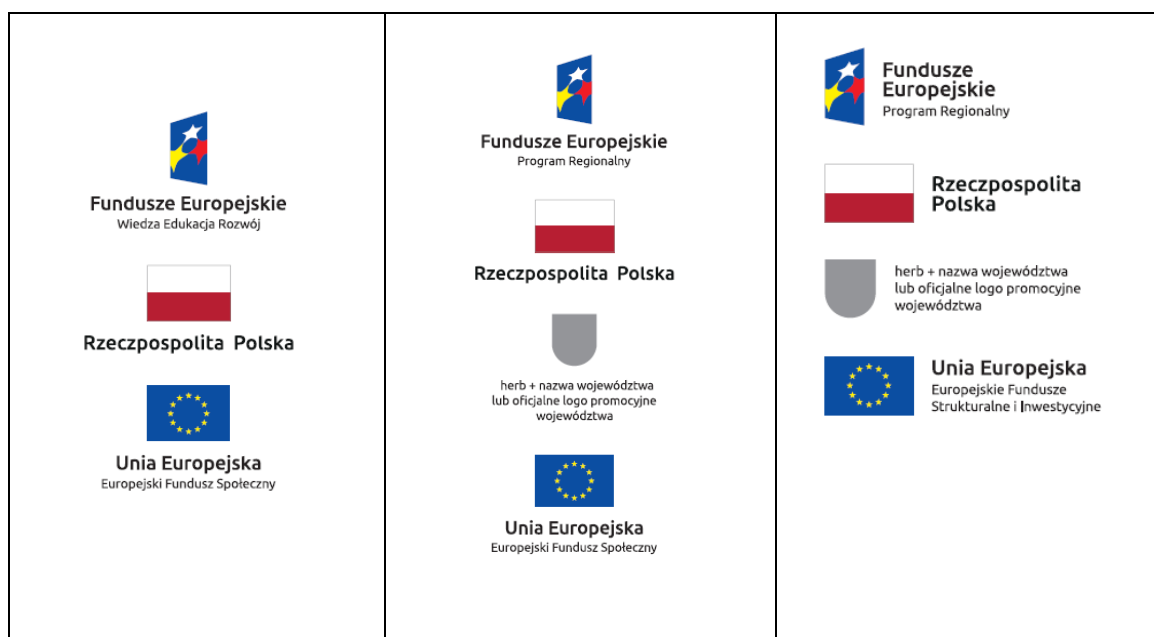 Fundusze Europejskie
Wiedza Edukacja Rozwój
Rzeczpospolita Polska
Unia Europejska
Europejski Fundusz Społeczny
Fundusze Europejskie
Program Regionalny
Rzeczpospolita Polska
herb + nazwa województwa
lub oficjalne logo promocyjne
województwa
Unia Europejska
Europejski Fundusz Społeczny
Fundusze
Europejskie
Program Regionalny
Rzeczpospolita
Polska
herb + nazwa województwa
lub oficjalne logo promocyjne
województwa
Unia Europejska
Europejskie Fundusze
Strukturalne i Inwestycyjne